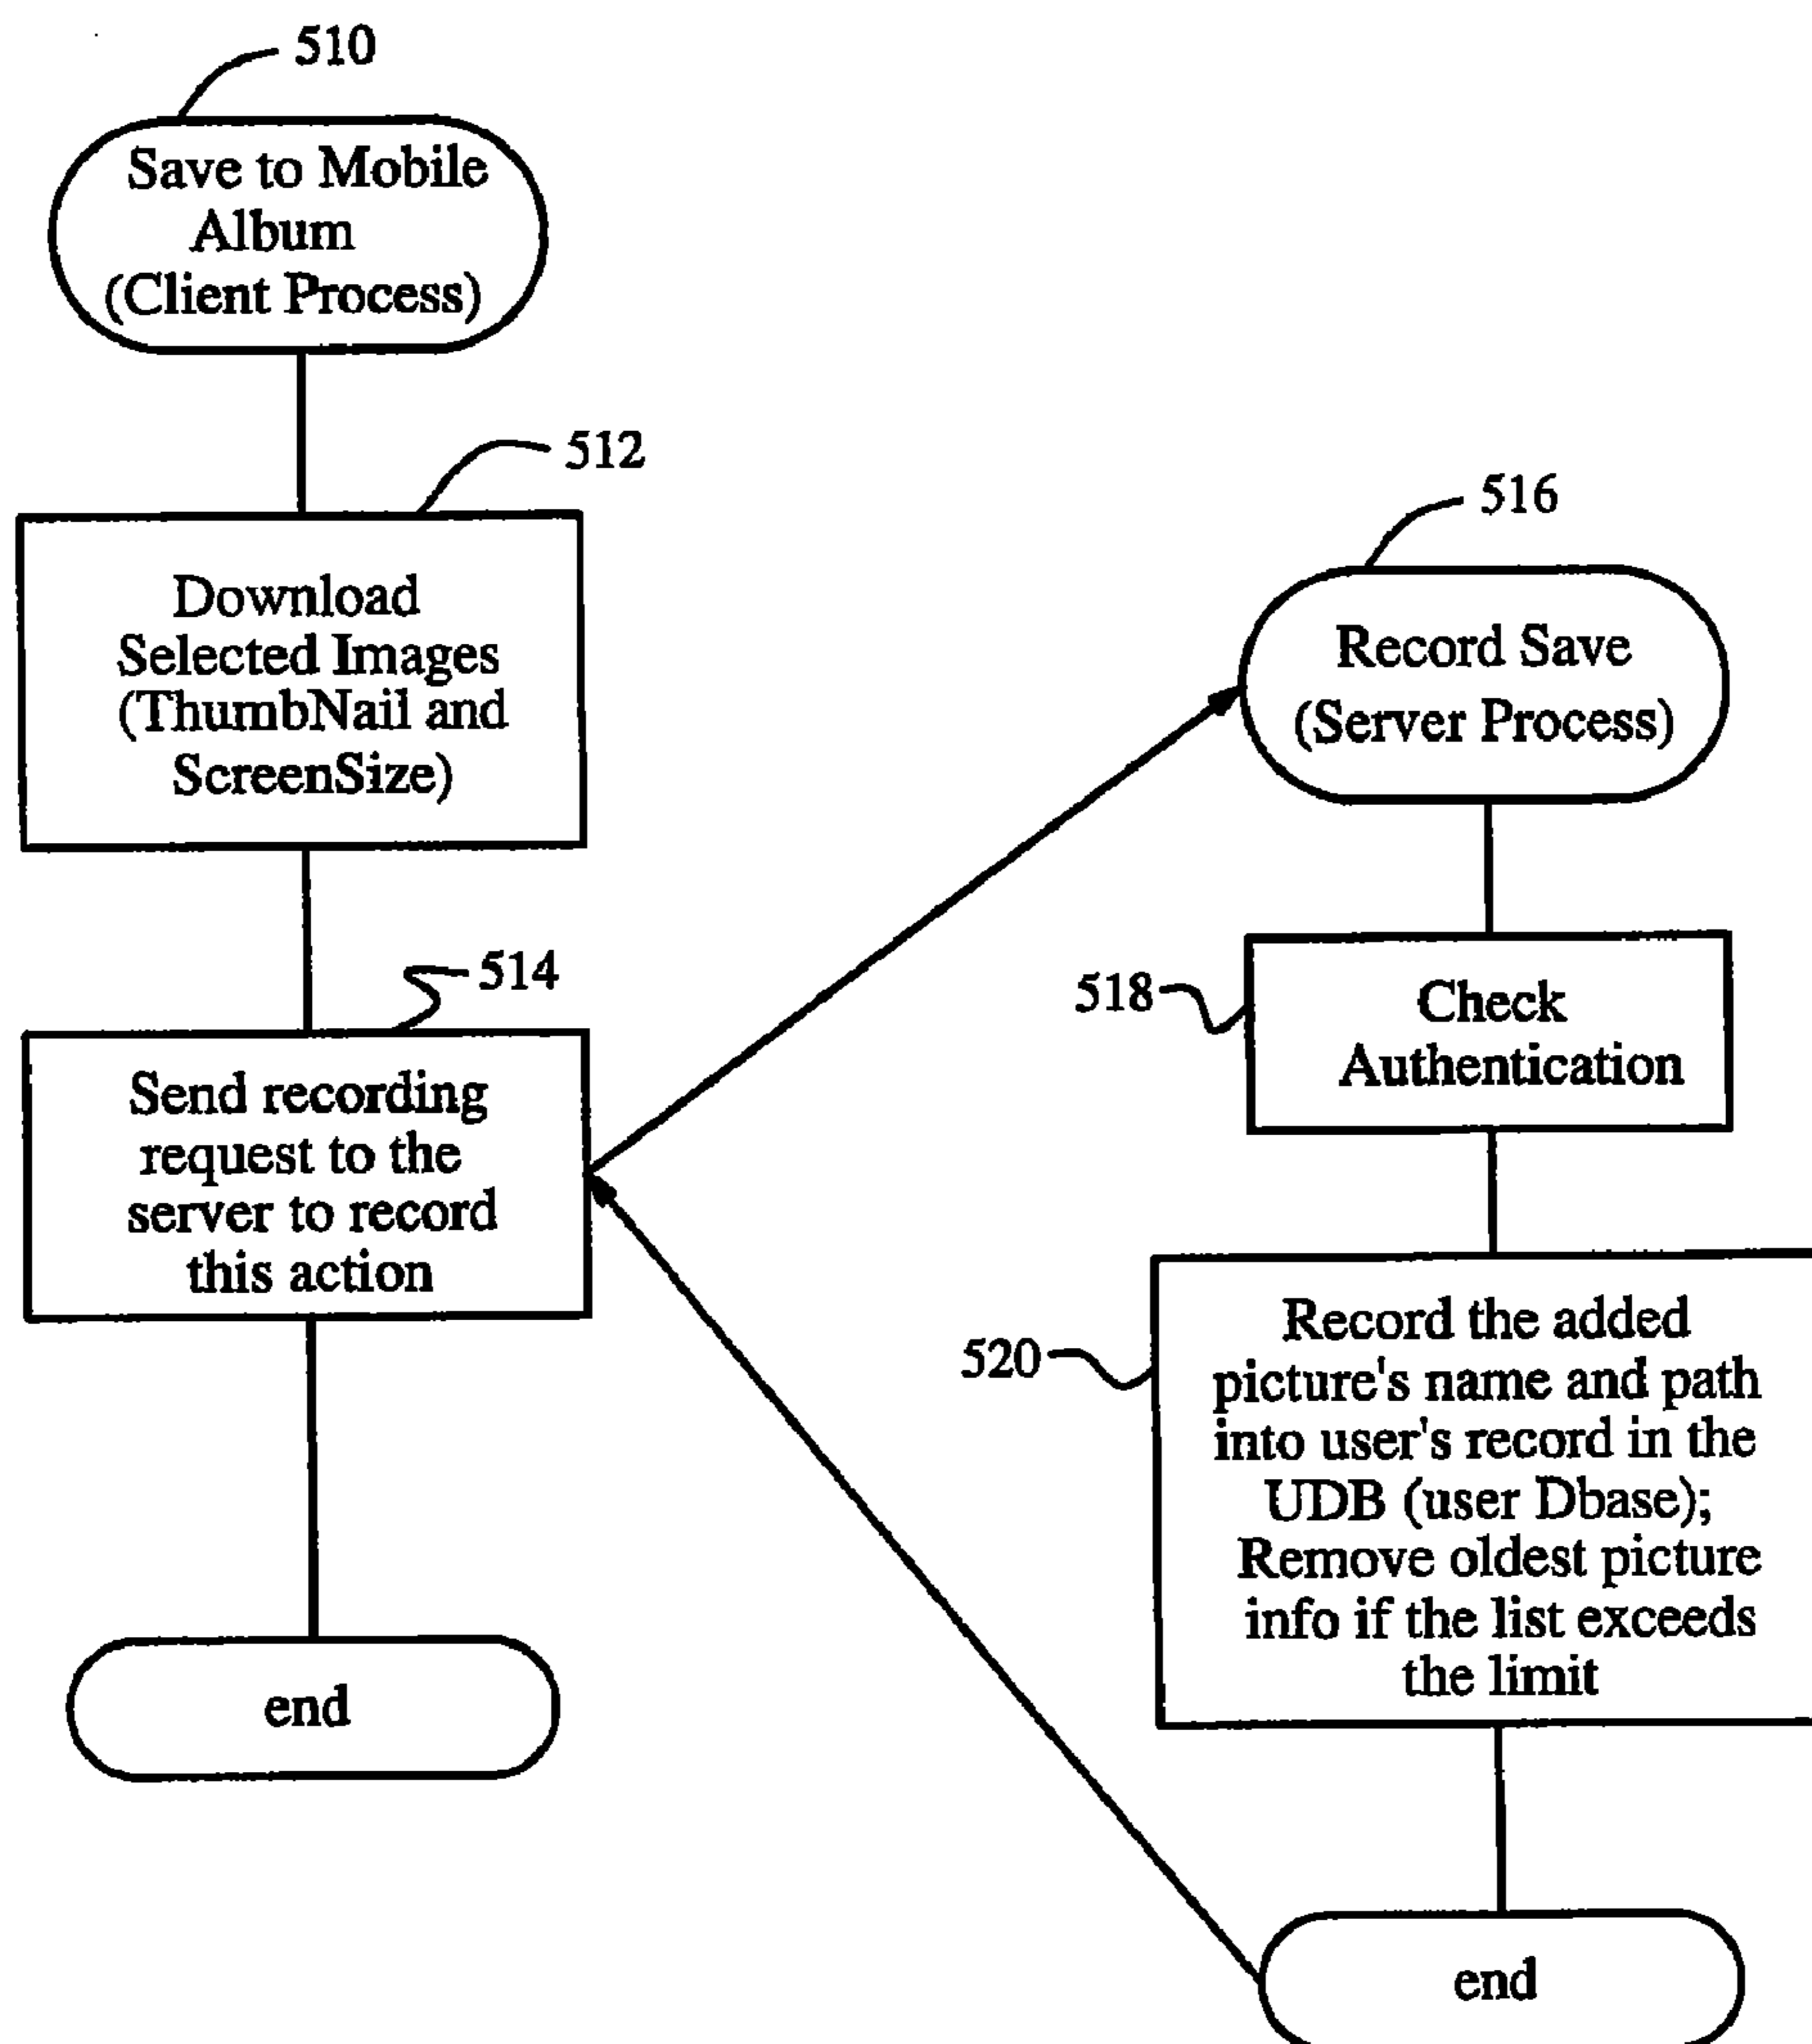 510
Save to Mobile
Album
(Client Process)
512
Download
Selected Images
(ThumbNail and
ScreenSize)
514
Send recording
request to the
server to record
this action
end
516
Record Save
(Server Process)
518
Check
Authentication
520
Record the added
picture's name and path
into user's record in the
UDB (user Dbase);
Remove oldest picture
info if the list exceeds
the limit
end